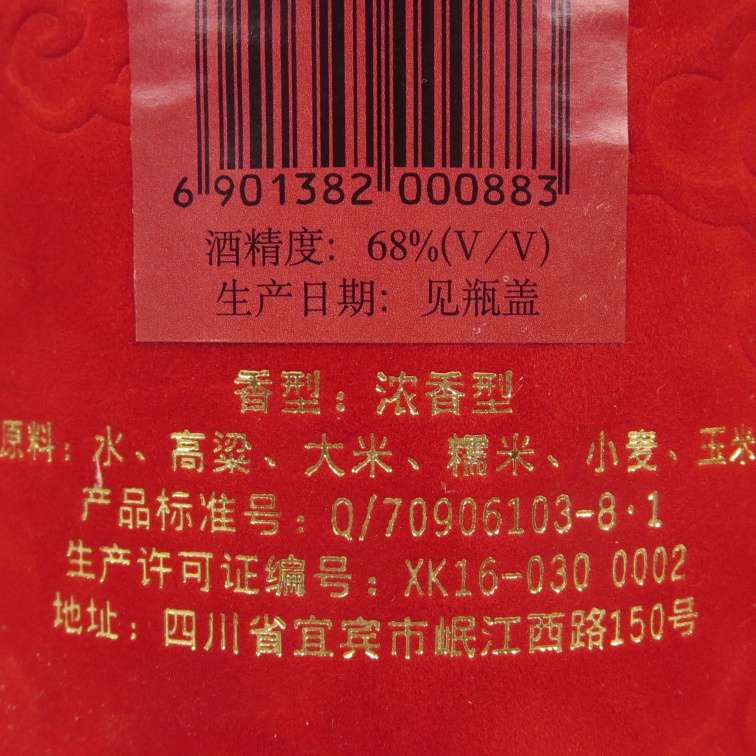 6 901382 000883
酒精度: 68%(V/V)
生产日期: 见瓶盖
香型: 浓香型
原料: 水、高粱、大米、糯米、小麦、玉米
产品标准号: Q/70906103-8·1
生产许可证编号: XK16-030 0002
地址: 四川省宜宾市岷江西路150号